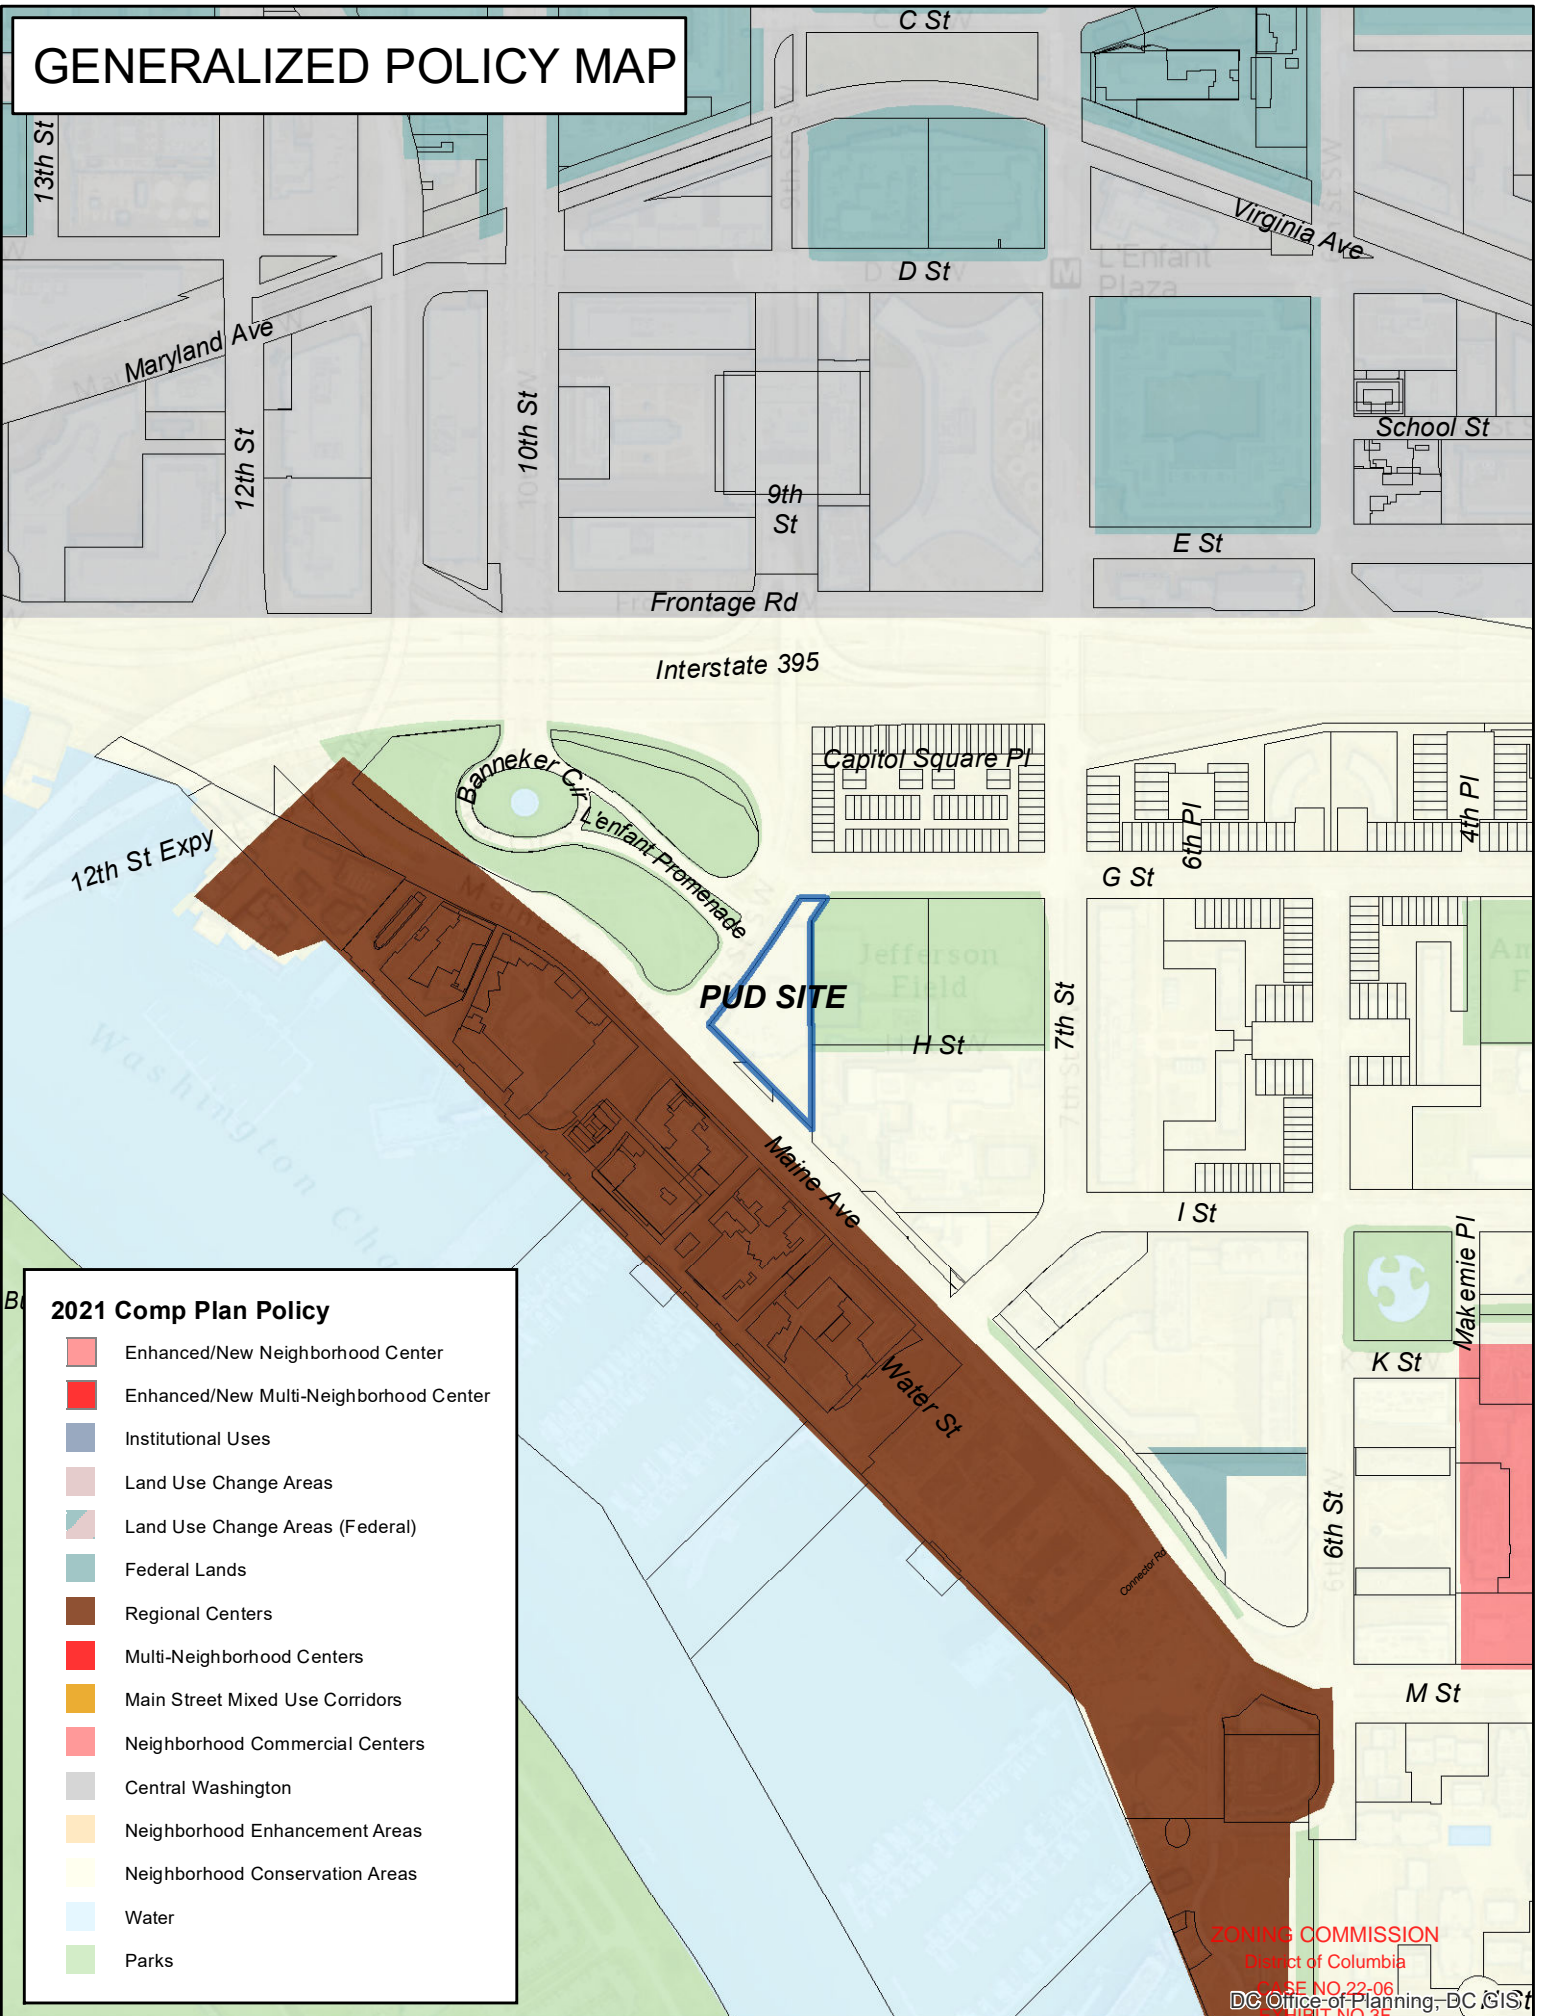 GENERALIZED POLICY MAP
C St
13th St
Virginia Ave
D St
L'Enfant
Plaza
M
Maryland Ave
10th St
12th St
School St
9th
St
E St
Frontage Rd
Interstate 395
Banneker Cir
Capitol Square Pl
6th Pl
4th Pl
L'enfant Promenade
12th St Expy
G St
Jefferson
Field
PUD SITE
7th St
H St
Maine Ave
I St
Washington
Makemie Pl
K St
Water St
6th St
Connector Rd
M St
2021 Comp Plan Policy
Enhanced/New Neighborhood Center
Enhanced/New Multi-Neighborhood Center
Institutional Uses
Land Use Change Areas
Land Use Change Areas (Federal)
Federal Lands
Regional Centers
Multi-Neighborhood Centers
Main Street Mixed Use Corridors
Neighborhood Commercial Centers
Central Washington
Neighborhood Enhancement Areas
Neighborhood Conservation Areas
Water
Parks
ZONING COMMISSION
District of Columbia
CASE NO.22-06
DC Office of Planning, DC GIS